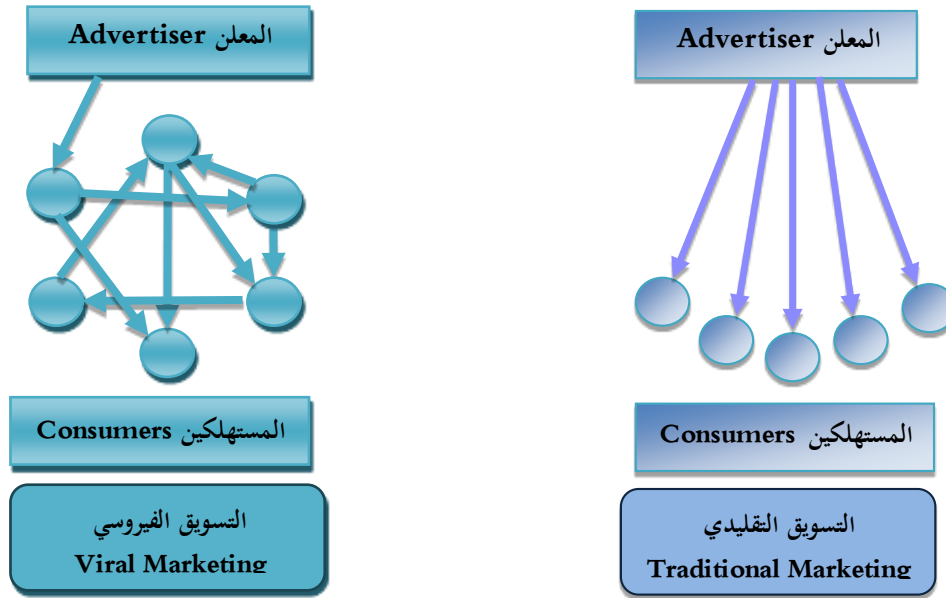 المعلن Advertiser
المعلن Advertiser
المستهلكين Consumers
المستهلكين Consumers
التسويق الفيروسي
Viral Marketing
التسويق التقليدي
Traditional Marketing